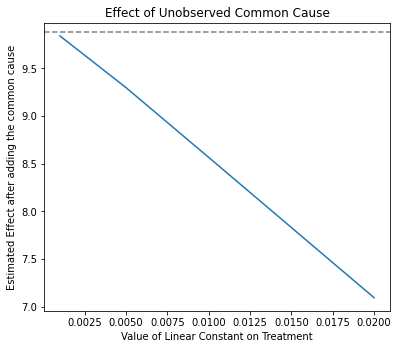 Effect of Unobserved Common Cause
Estimated Effect after adding the common cause
9.5
9.0
8.5
8.0
7.5
7.0
0.0025 0.0050 0.0075 0.0100 0.0125 0.0150 0.0175 0.0200
Value of Linear Constant on Treatment